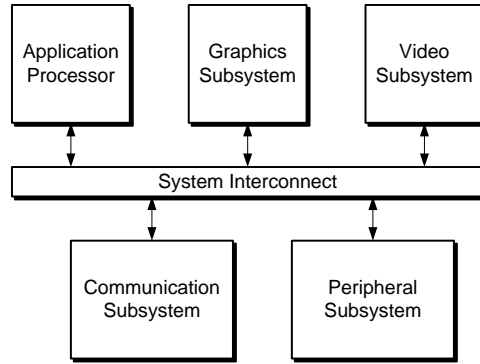 Application
Processor
Graphics
Subsystem
Video
Subsystem
System Interconnect
Communication
Subsystem
Peripheral
Subsystem